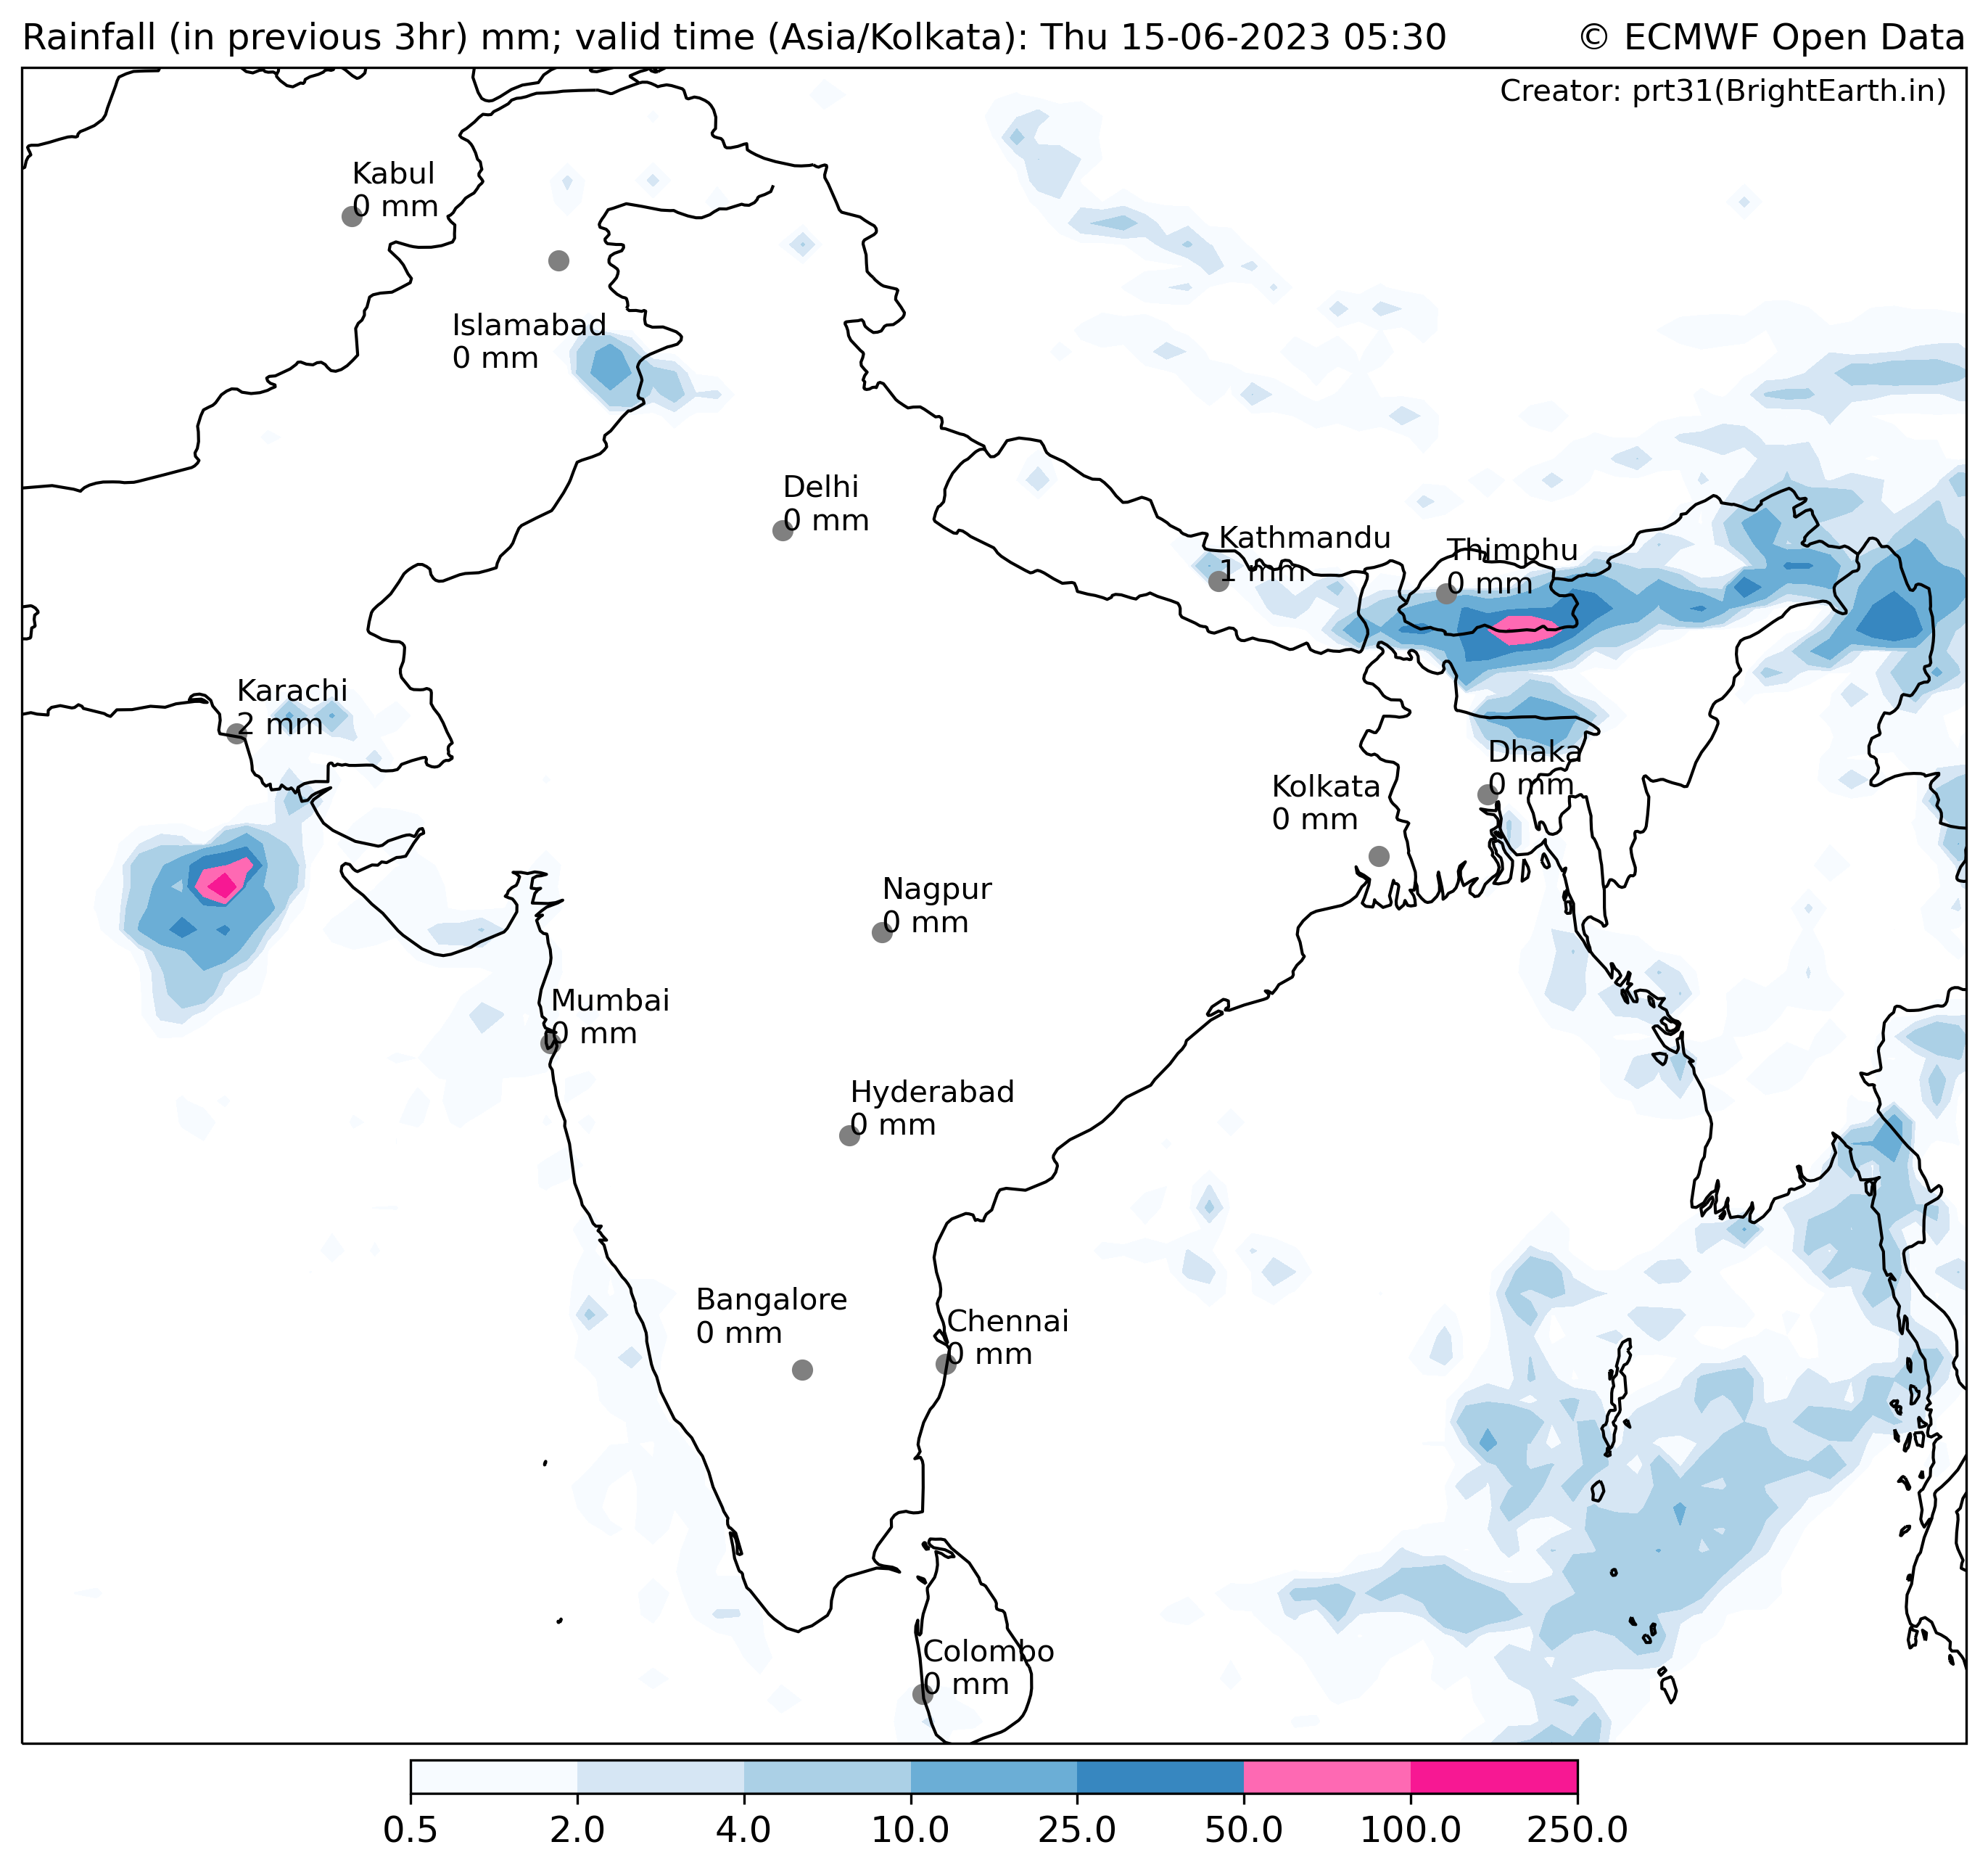 Rainfall (in previous 3hr) mm; valid time (Asia/Kolkata): Thu 15-06-2023 05:30 © ECMWF Open Data
Creator: prt31(BrightEarth.in)
Kabul
0 mm
Islamabad
0 mm
Delhi
0 mm
Kathmandu
1 mm
Thimphu
0 mm
Karachi
2 mm
Dhaka
0 mm
Kolkata
0 mm
Nagpur
0 mm
Mumbai
0 mm
Hyderabad
0 mm
Bangalore
0 mm
Chennai
0 mm
Colombo
0 mm
0.5 2.0 4.0 10.0 25.0 50.0 100.0 250.0